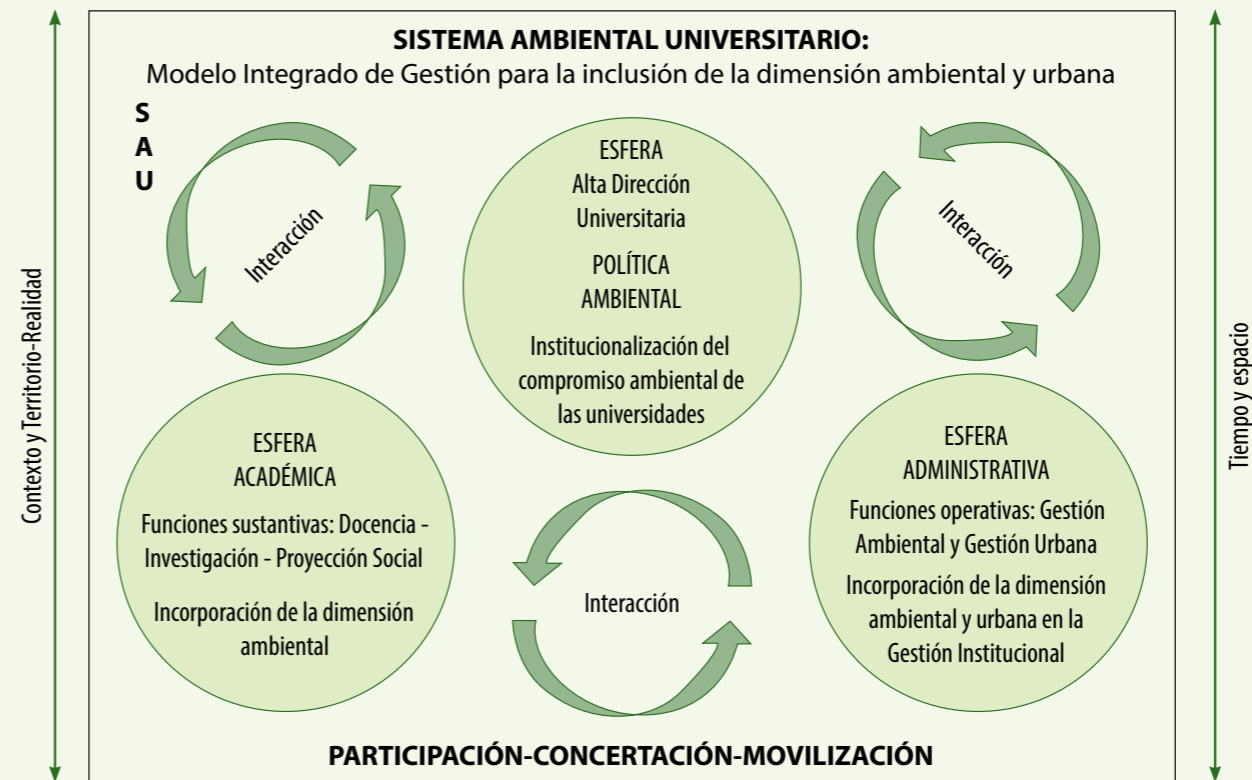 SISTEMA AMBIENTAL UNIVERSITARIO:
Modelo Integrado de Gestión para la inclusión de la dimensión ambiental y urbana
S
A
U
Interacción
ESFERA
Alta Dirección
Universitaria
POLÍTICA
AMBIENTAL
Institucionalización del
compromiso ambiental de
las universidades
Interacción
Contexto y Territorio-Realidad
Tiempo y espacio
ESFERA
ACADÉMICA
Funciones sustantivas: Docencia -
Investigación - Proyección Social
Incorporación de la dimensión
ambiental
Interacción
ESFERA
ADMINISTRATIVA
Funciones operativas: Gestión
Ambiental y Gestión Urbana
Incorporación de la dimensión
ambiental y urbana en la
Gestión Institucional
PARTICIPACIÓN-CONCERTACIÓN-MOVILIZACIÓN